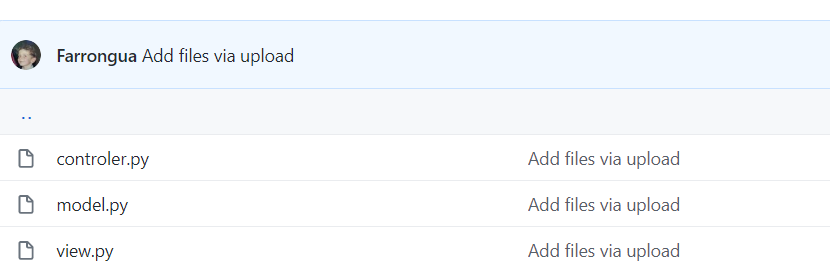 Farrongua Add files via upload
..
controler.py Add files via upload
model.py Add files via upload
view.py Add files via upload